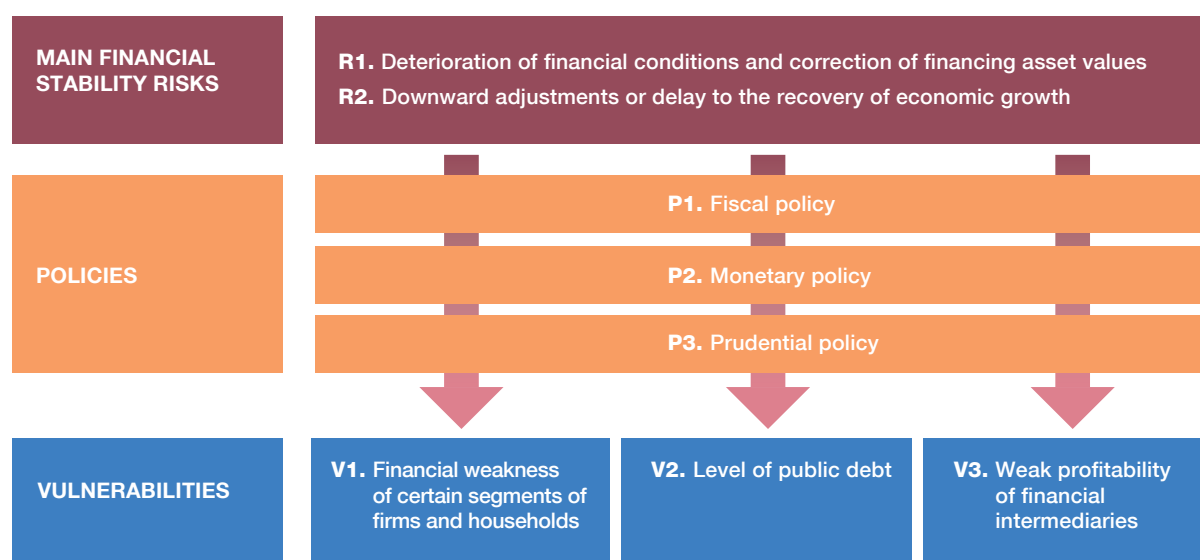 MAIN FINANCIAL
STABILITY RISKS
R1. Deterioration of financial conditions and correction of financing asset values
R2. Downward adjustments or delay to the recovery of economic growth
POLICIES
P1. Fiscal policy
P2. Monetary policy
P3. Prudential policy
VULNERABILITIES
V1. Financial weakness
of certain segments of
firms and households
V2. Level of public debt
V3. Weak profitability
of financial
intermediaries